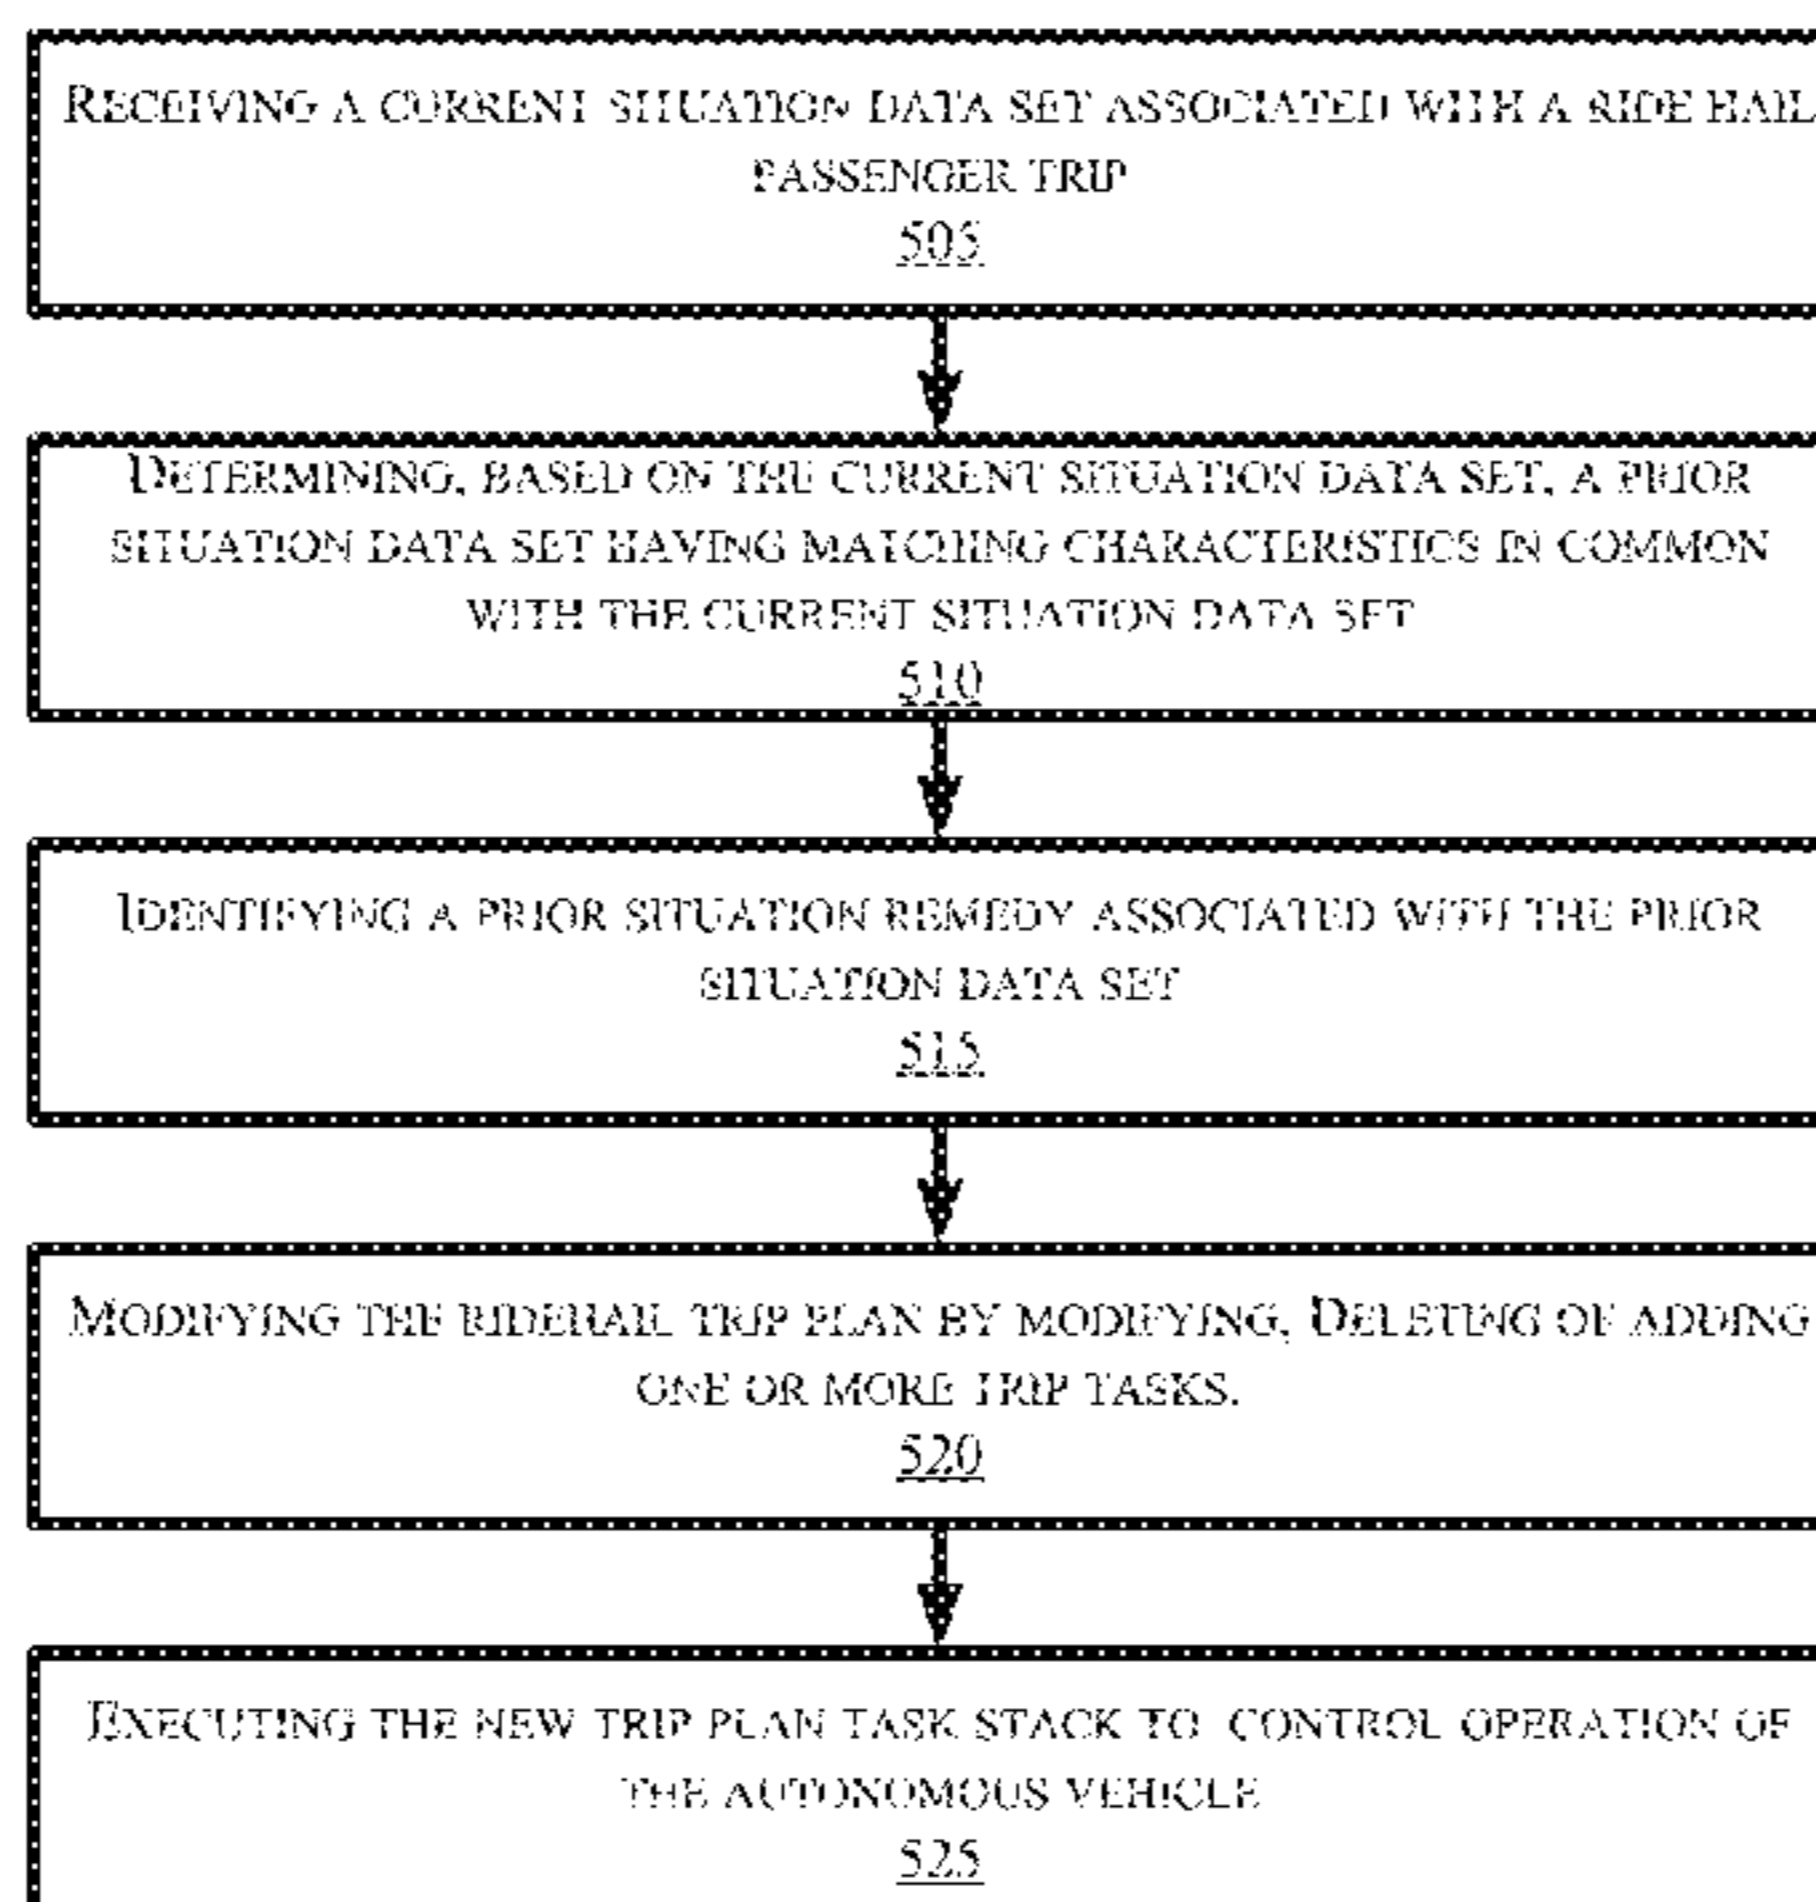 RECEIVING A CURRENT SITUATION DATA SET ASSOCIATED WITH A RIDE HAIL
PASSENGER TRIP
505
DETERMINING, BASED ON THE CURRENT SITUATION DATA SET, A PRIOR
SITUATION DATA SET HAVING MATCHING CHARACTERISTICS IN COMMON
WITH THE CURRENT SITUATION DATA SET
510
IDENTIFYING A PRIOR SITUATION REMEDY ASSOCIATED WITH THE PRIOR
SITUATION DATA SET
515
MODIFYING THE RIDEHAIL TRIP PLAN BY MODIFYING, DELETING OF ADDING
ONE OR MORE TRIP TASKS.
520
EXECUTING THE NEW TRIP PLAN TASK STACK TO CONTROL OPERATION OF
THE AUTONOMOUS VEHICLE
525